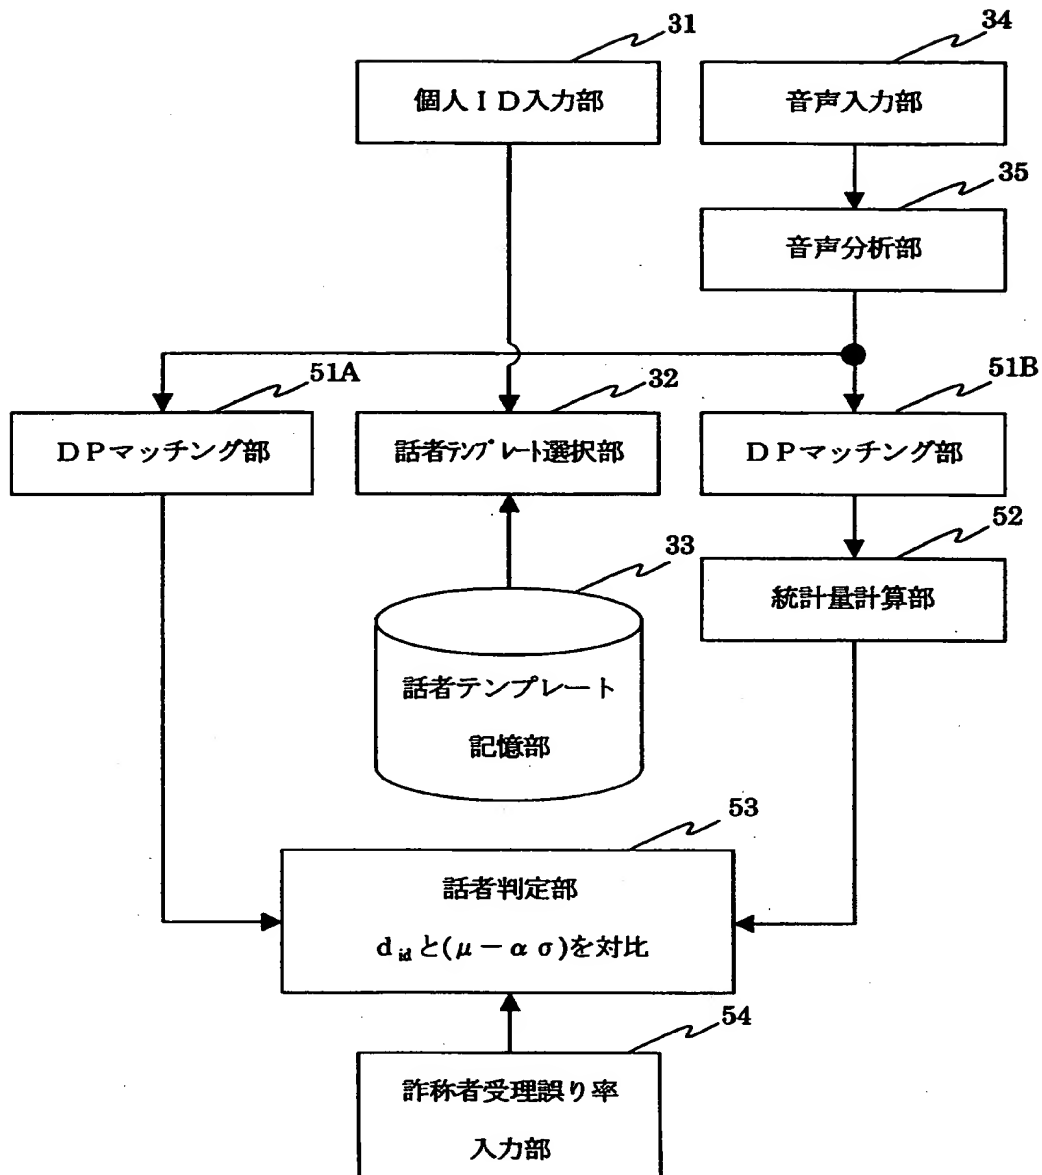 31
個人ＩＤ入力部
34
音声入力部
35
音声分析部
51A
ＤＰマッチング部
32
話者テンプレート選択部
51B
ＤＰマッチング部
33
話者テンプレート
記憶部
52
統計量計算部
53
話者判定部
d_id と(μ－α σ)を対比
54
詐称者受理誤り率
入力部